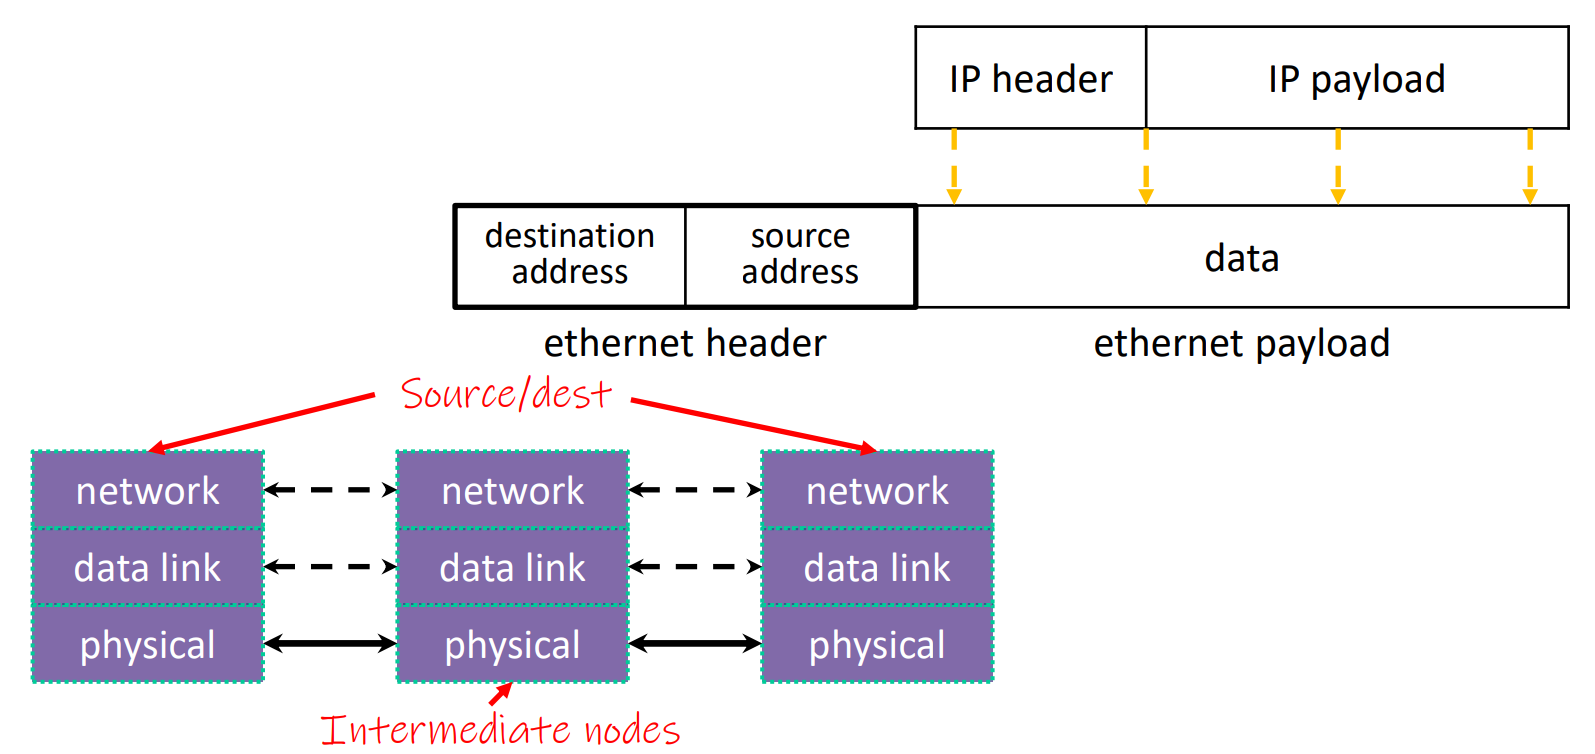 IP header
IP payload
destination
address
source
address
data
ethernet header
ethernet payload
Source/dest
network
network
network
data link
data link
data link
physical
physical
physical
Intermediate nodes